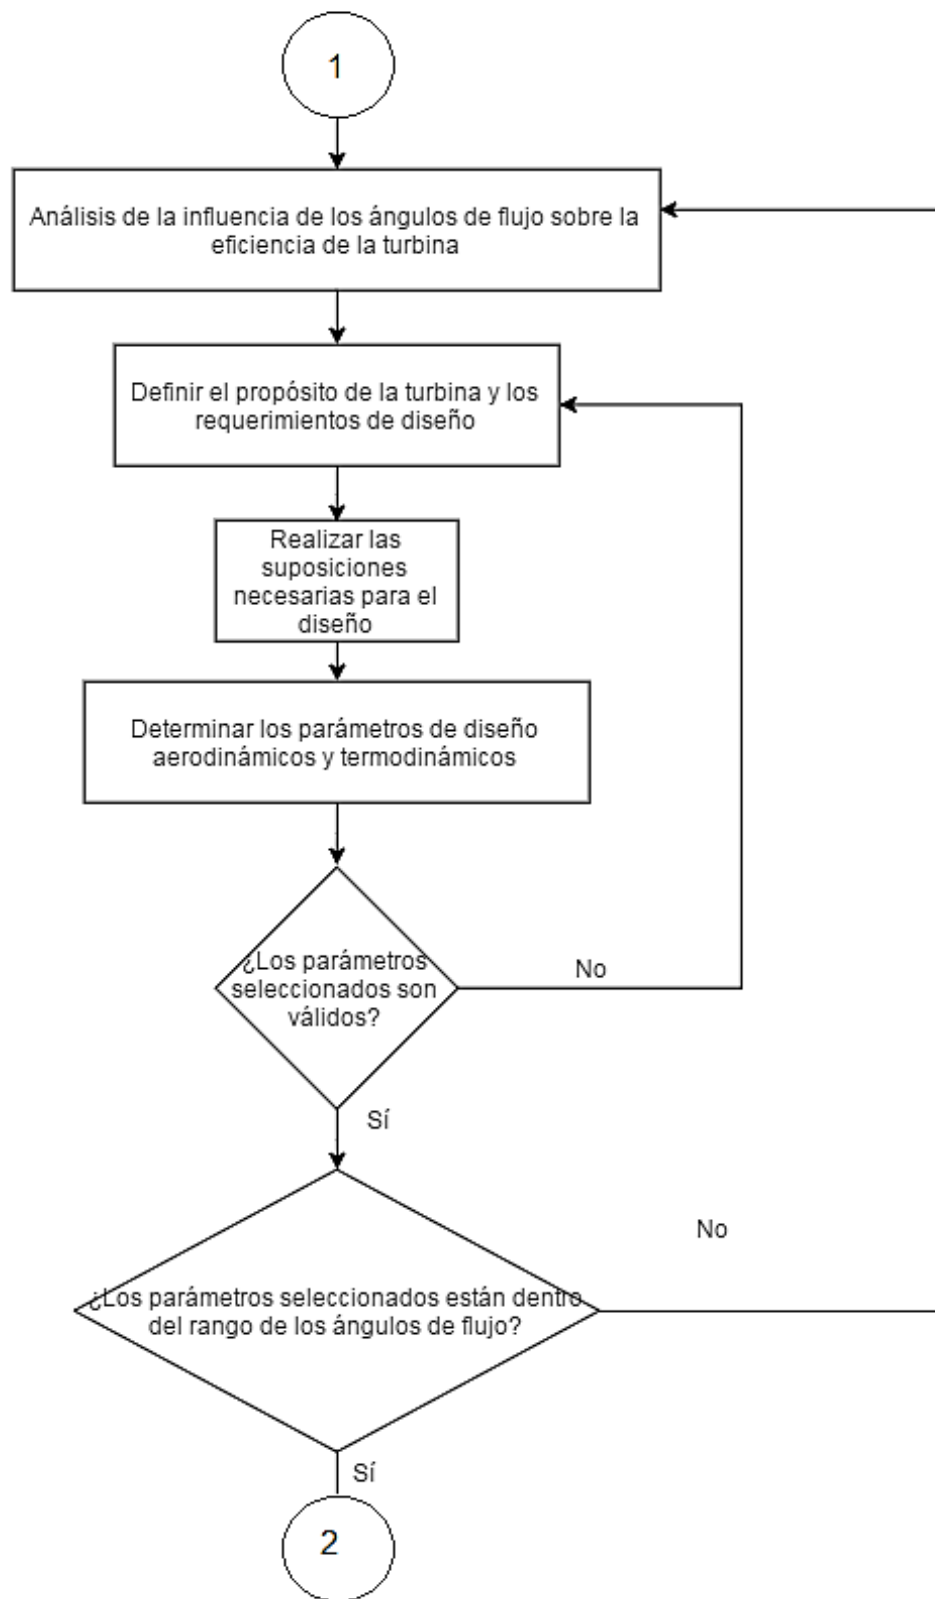 1
Análisis de la influencia de los ángulos de flujo sobre la
eficiencia de la turbina
Definir el propósito de la turbina y los
requerimientos de diseño
Realizar las
suposiciones
necesarias para el
diseño
Determinar los parámetros de diseño
aerodinámicos y termodinámicos
¿Los parámetros
seleccionados son
válidos?
No
Sí
No
¿Los parámetros seleccionados están dentro
del rango de los ángulos de flujo?
Sí
2